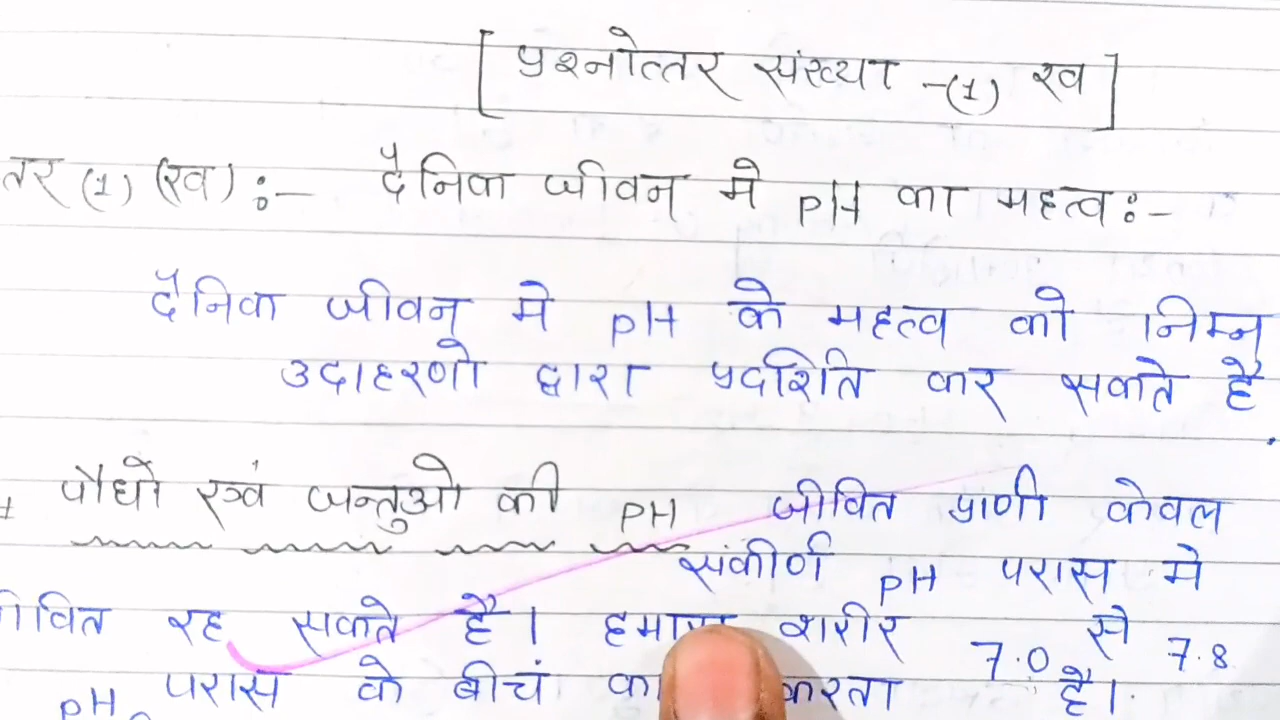 [प्रश्नोत्तर संख्या -(1) ख]
तर (1) (ख) :- दैनिक जीवन मे pH का महत्व :-
दैनिक जीवन मे pH के महत्व को निम्न
उदाहरणो द्वारा प्रदर्शित कर सकते है.
पौधो एवं जन्तुओ की PH जीवित प्राणी केवल
संकीर्ण pH परास मे
वित रह सकते है। हमारा शरीर 7.0 से 7.8
pH परास के बीचं करता है।